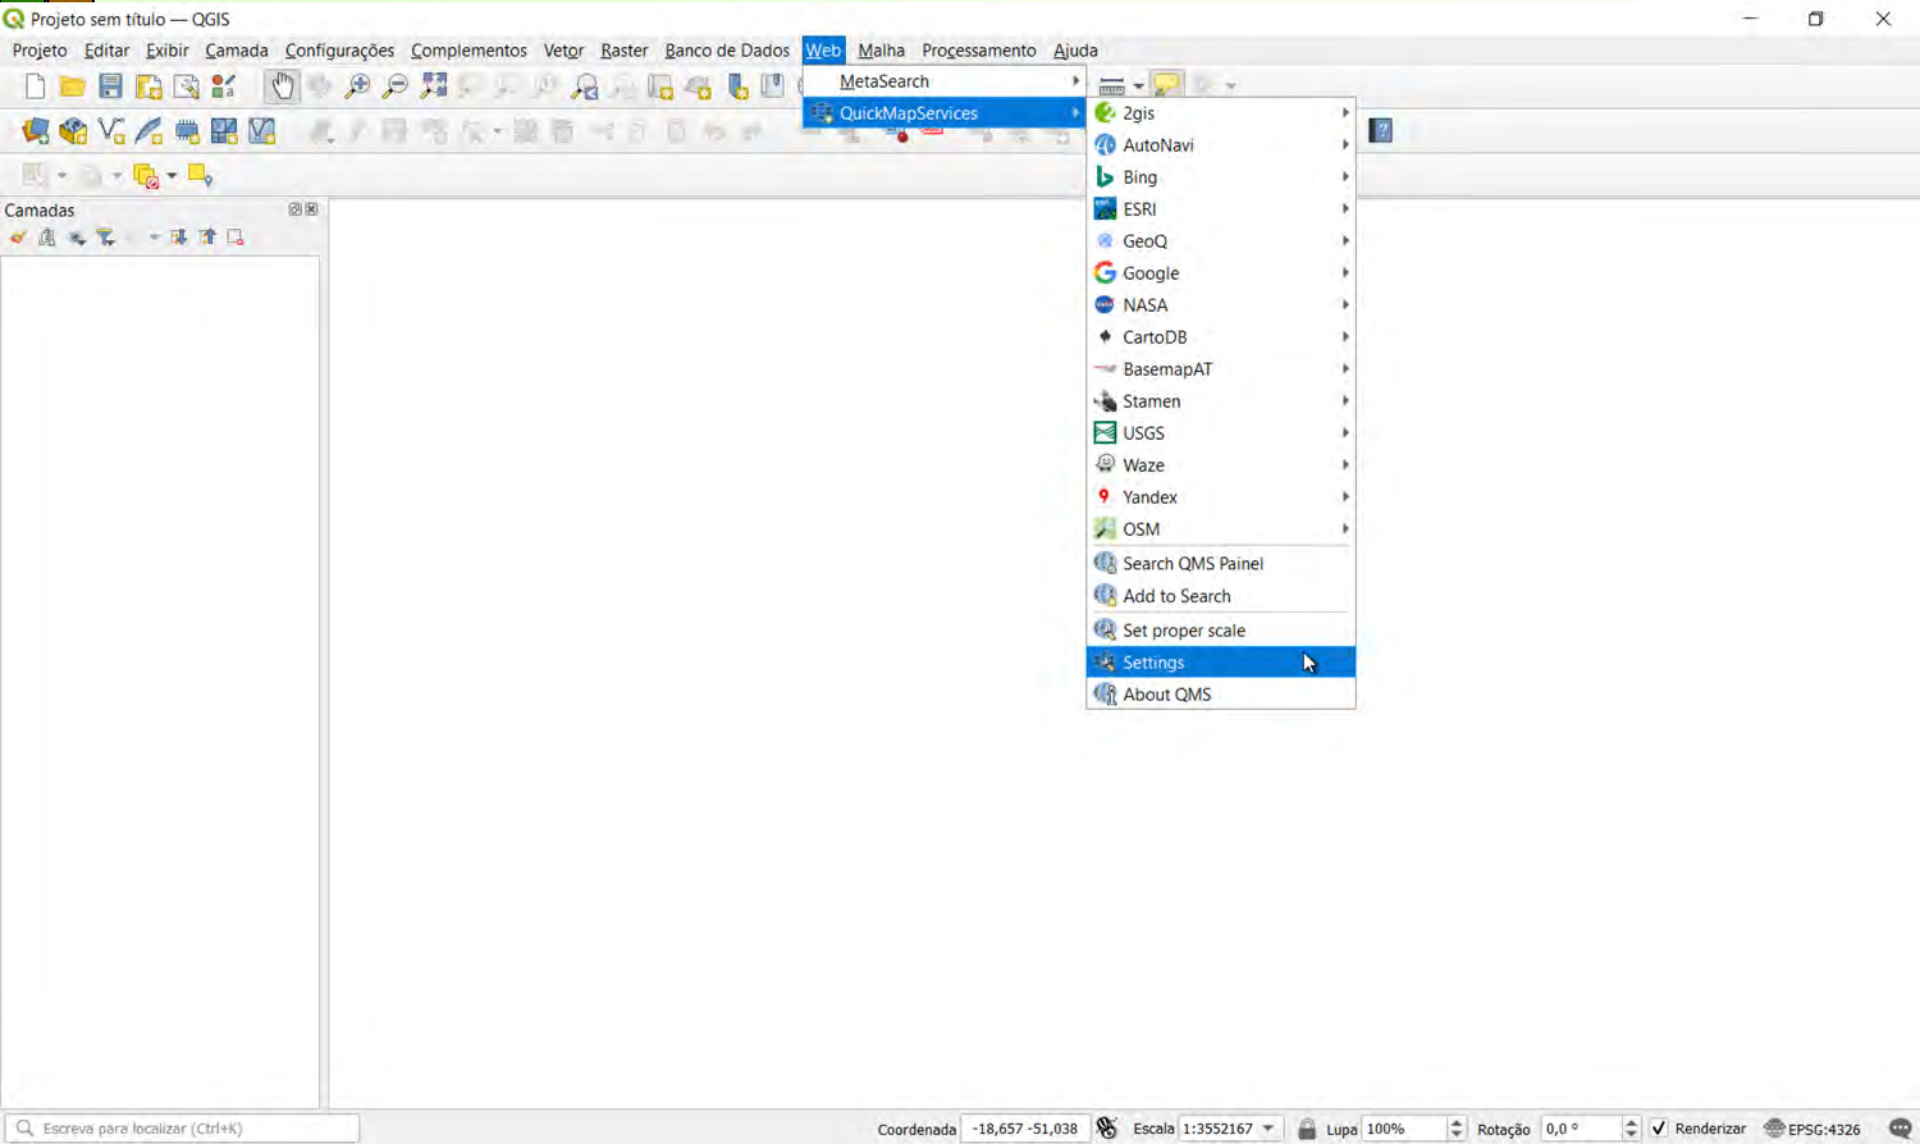 Projeto sem título — QGIS
Projeto Editar Exibir Camada Configurações Complementos Vetor Raster Banco de Dados Web Malha Processamento Ajuda
MetaSearch
QuickMapServices
2gis
AutoNavi
Bing
ESRI
GeoQ
Google
NASA
CartoDB
BasemapAT
Stamen
USGS
Waze
Yandex
OSM
Search QMS Painel
Add to Search
Set proper scale
Settings
About QMS
Camadas
Escreva para localizar (Ctrl+K)
Coordenada -18,657 -51,038 Escala 1:3552167 Lupa 100% Rotação 0,0 ° Renderizar EPSG:4326